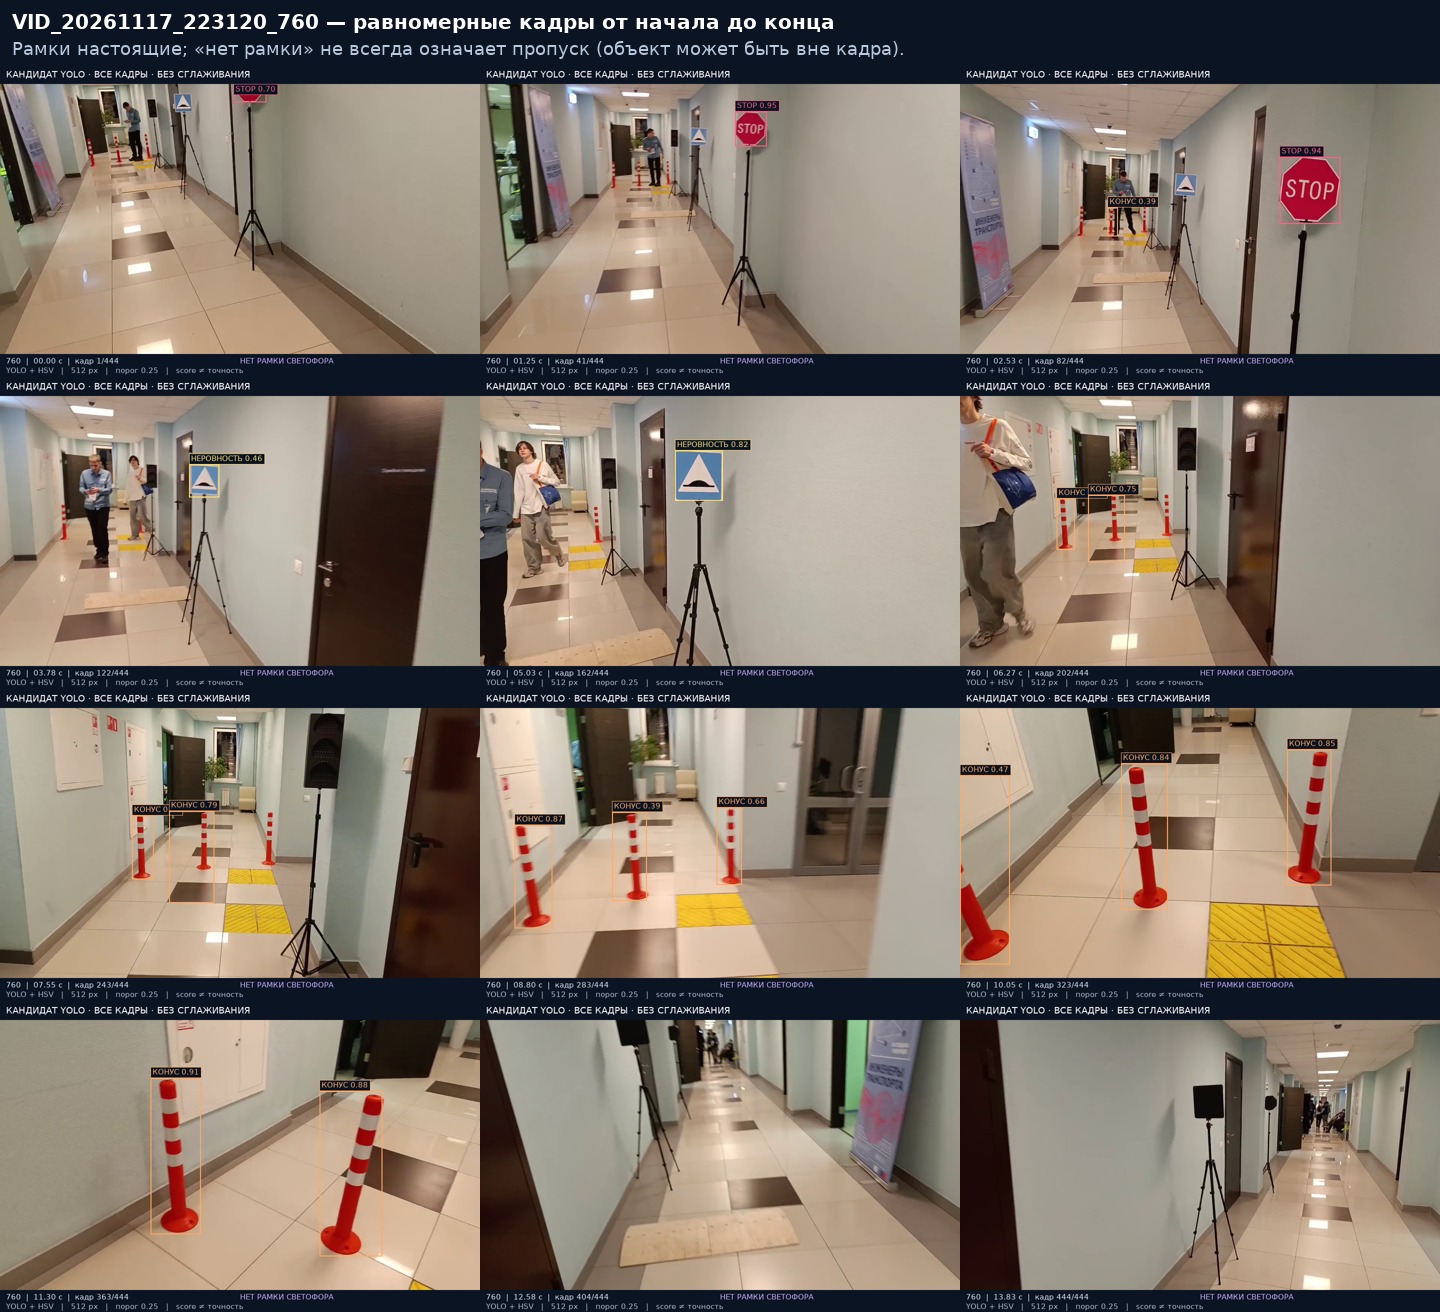 VID_20261117_223120_760 — равномерные кадры от начала до конца
Рамки настоящие; «нет рамки» не всегда означает пропуск (объект может быть вне кадра).
КАНДИДАТ YOLO · ВСЕ КАДРЫ · БЕЗ СГЛАЖИВАНИЯ
STOP 0.70
760 | 00.00 с | кадр 1/444 НЕТ РАМКИ СВЕТОФОРА
YOLO + HSV | 512 px | порог 0.25 | score ≠ точность
КАНДИДАТ YOLO · ВСЕ КАДРЫ · БЕЗ СГЛАЖИВАНИЯ
STOP 0.95
STOP
760 | 01.25 с | кадр 41/444 НЕТ РАМКИ СВЕТОФОРА
YOLO + HSV | 512 px | порог 0.25 | score ≠ точность
КАНДИДАТ YOLO · ВСЕ КАДРЫ · БЕЗ СГЛАЖИВАНИЯ
STOP 0.94
STOP
КОНУС 0.39
ИНЖЕНЕРЫ
ТРАНСПОРТА
760 | 02.53 с | кадр 82/444 НЕТ РАМКИ СВЕТОФОРА
YOLO + HSV | 512 px | порог 0.25 | score ≠ точность
КАНДИДАТ YOLO · ВСЕ КАДРЫ · БЕЗ СГЛАЖИВАНИЯ
НЕРОВНОСТЬ 0.46
760 | 03.78 с | кадр 122/444 НЕТ РАМКИ СВЕТОФОРА
YOLO + HSV | 512 px | порог 0.25 | score ≠ точность
КАНДИДАТ YOLO · ВСЕ КАДРЫ · БЕЗ СГЛАЖИВАНИЯ
НЕРОВНОСТЬ 0.82
760 | 05.03 с | кадр 162/444 НЕТ РАМКИ СВЕТОФОРА
YOLO + HSV | 512 px | порог 0.25 | score ≠ точность
КАНДИДАТ YOLO · ВСЕ КАДРЫ · БЕЗ СГЛАЖИВАНИЯ
КОНУС КОНУС 0.75
760 | 06.27 с | кадр 202/444 НЕТ РАМКИ СВЕТОФОРА
YOLO + HSV | 512 px | порог 0.25 | score ≠ точность
КАНДИДАТ YOLO · ВСЕ КАДРЫ · БЕЗ СГЛАЖИВАНИЯ
КОНУС 0 КОНУС 0.79
760 | 07.55 с | кадр 243/444 НЕТ РАМКИ СВЕТОФОРА
YOLO + HSV | 512 px | порог 0.25 | score ≠ точность
КАНДИДАТ YOLO · ВСЕ КАДРЫ · БЕЗ СГЛАЖИВАНИЯ
КОНУС 0.87 КОНУС 0.39 КОНУС 0.66
760 | 08.80 с | кадр 283/444 НЕТ РАМКИ СВЕТОФОРА
YOLO + HSV | 512 px | порог 0.25 | score ≠ точность
КАНДИДАТ YOLO · ВСЕ КАДРЫ · БЕЗ СГЛАЖИВАНИЯ
КОНУС 0.47 КОНУС 0.84 КОНУС 0.85
760 | 10.05 с | кадр 323/444 НЕТ РАМКИ СВЕТОФОРА
YOLO + HSV | 512 px | порог 0.25 | score ≠ точность
КАНДИДАТ YOLO · ВСЕ КАДРЫ · БЕЗ СГЛАЖИВАНИЯ
КОНУС 0.91 КОНУС 0.88
760 | 11.30 с | кадр 363/444 НЕТ РАМКИ СВЕТОФОРА
YOLO + HSV | 512 px | порог 0.25 | score ≠ точность
КАНДИДАТ YOLO · ВСЕ КАДРЫ · БЕЗ СГЛАЖИВАНИЯ
ИНЖЕНЕРЫ
ТРАНСПОРТА
760 | 12.58 с | кадр 404/444 НЕТ РАМКИ СВЕТОФОРА
YOLO + HSV | 512 px | порог 0.25 | score ≠ точность
КАНДИДАТ YOLO · ВСЕ КАДРЫ · БЕЗ СГЛАЖИВАНИЯ
760 | 13.83 с | кадр 444/444 НЕТ РАМКИ СВЕТОФОРА
YOLO + HSV | 512 px | порог 0.25 | score ≠ точность